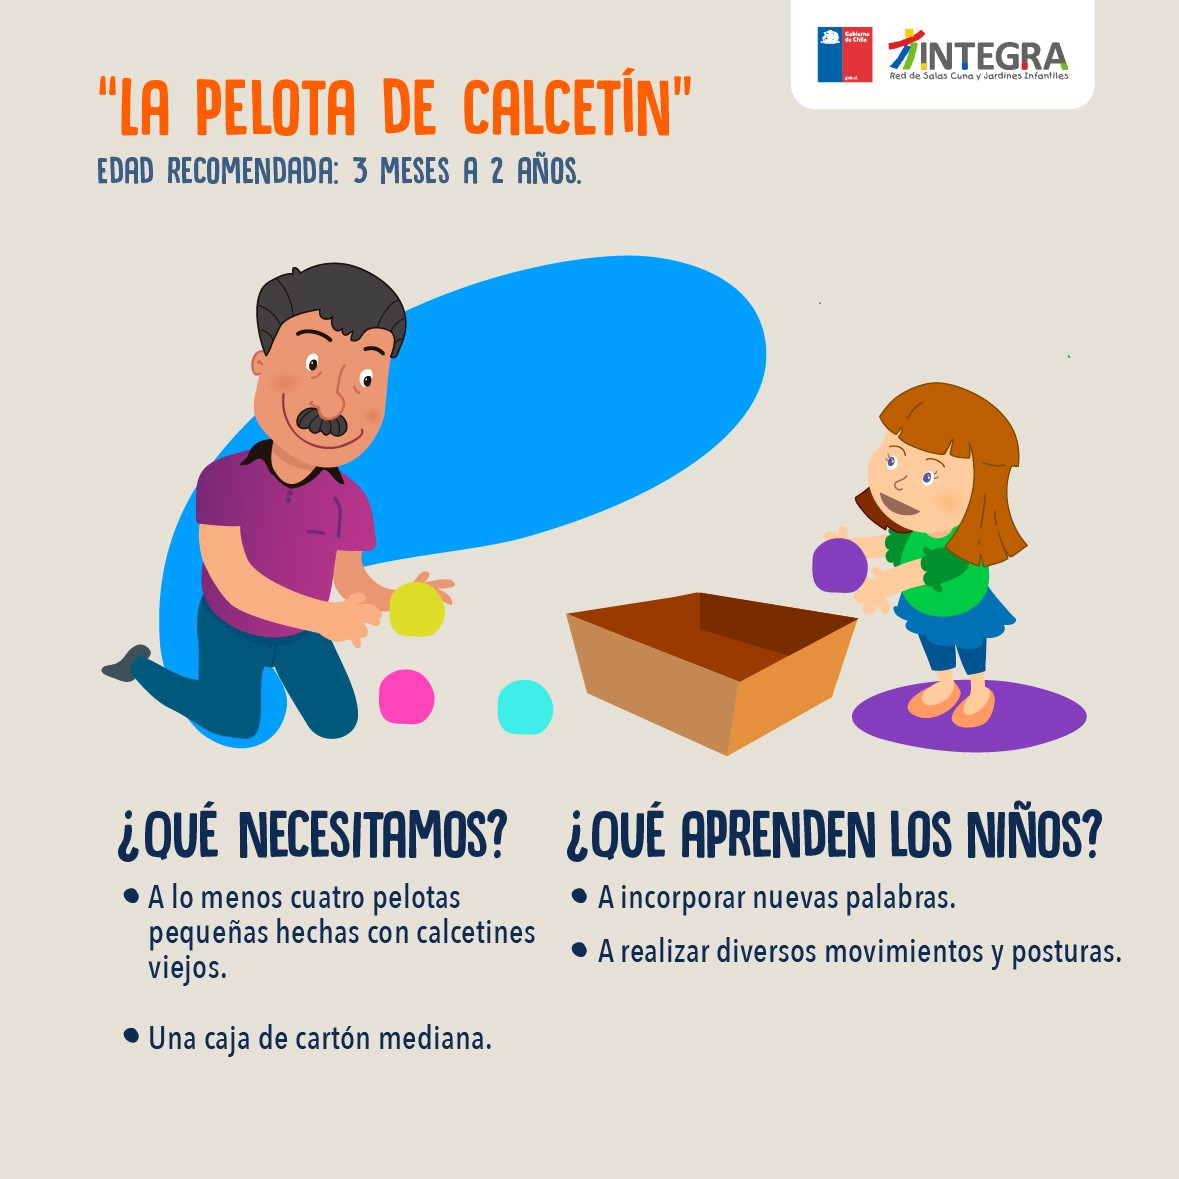 Gobierno
de Chile
gob.cl
INTEGRA
Red de Salas Cuna y Jardines Infantiles
"LA PELOTA DE CALCETÍN"
EDAD RECOMENDADA: 3 MESES A 2 AÑOS.
¿QUÉ NECESITAMOS?
• A lo menos cuatro pelotas
pequeñas hechas con calcetines
viejos.
• Una caja de cartón mediana.
¿QUÉ APRENDEN LOS NIÑOS?
• A incorporar nuevas palabras.
• A realizar diversos movimientos y posturas.